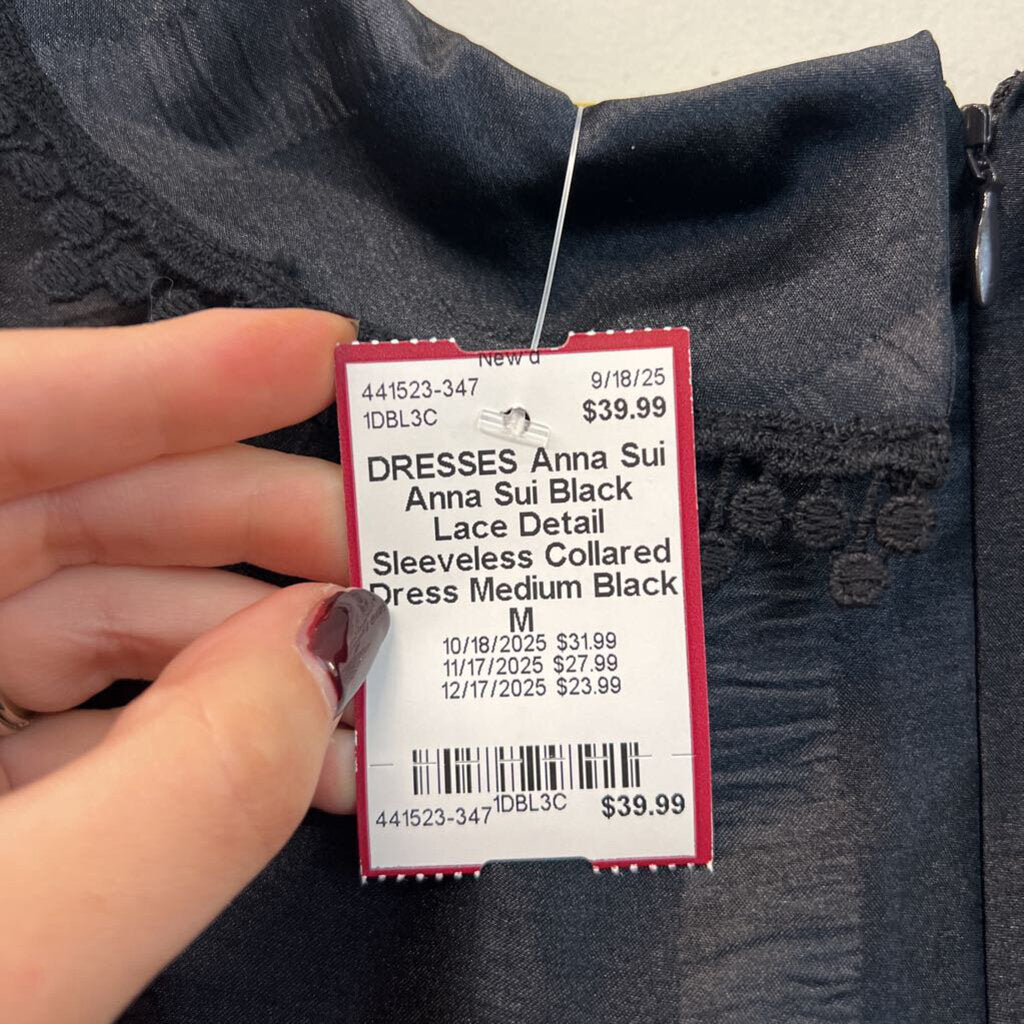 New d
441523-347 9/18/25
1DBL3C $39.99
DRESSES Anna Sui
Anna Sui Black
Lace Detail
Sleeveless Collared
Dress Medium Black
M
10/18/2025 $31.99
11/17/2025 $27.99
12/17/2025 $23.99
441523-347 1DBL3C $39.99